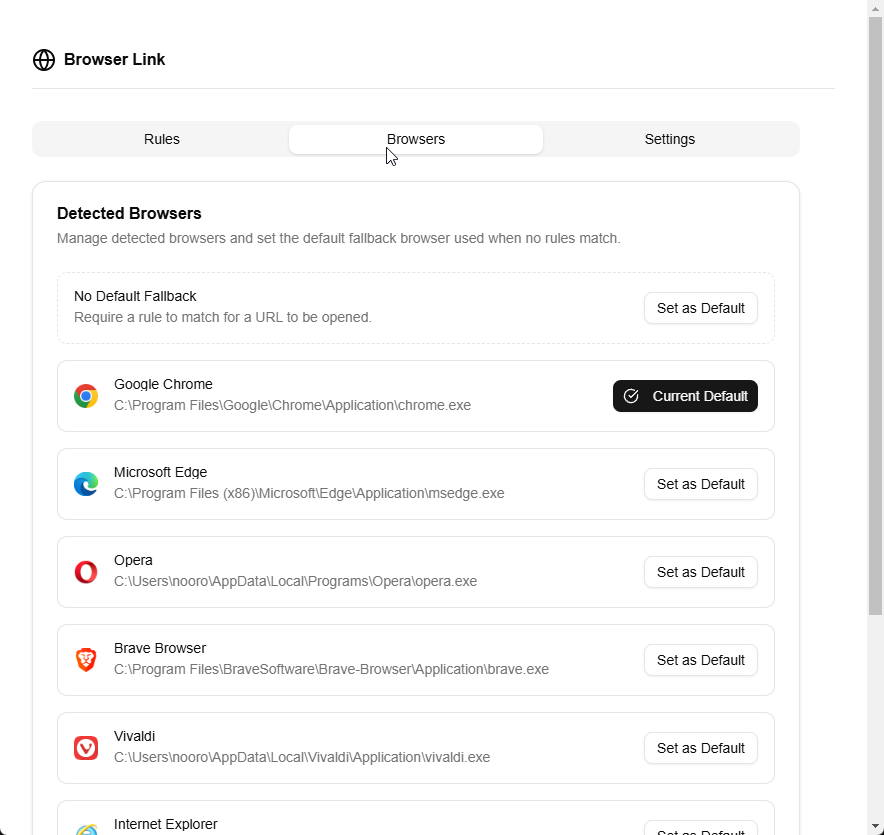 Browser Link
Rules
Browsers
Settings
Detected Browsers
Manage detected browsers and set the default fallback browser used when no rules match.
No Default Fallback
Require a rule to match for a URL to be opened.
Set as Default
Google Chrome
C:\Program Files\Google\Chrome\Application\chrome.exe
Current Default
Microsoft Edge
C:\Program Files (x86)\Microsoft\Edge\Application\msedge.exe
Set as Default
Opera
C:\Users\nooro\AppData\Local\Programs\Opera\opera.exe
Set as Default
Brave Browser
C:\Program Files\BraveSoftware\Brave-Browser\Application\brave.exe
Set as Default
Vivaldi
C:\Users\nooro\AppData\Local\Vivaldi\Application\vivaldi.exe
Set as Default
Internet Explorer
Set as Default